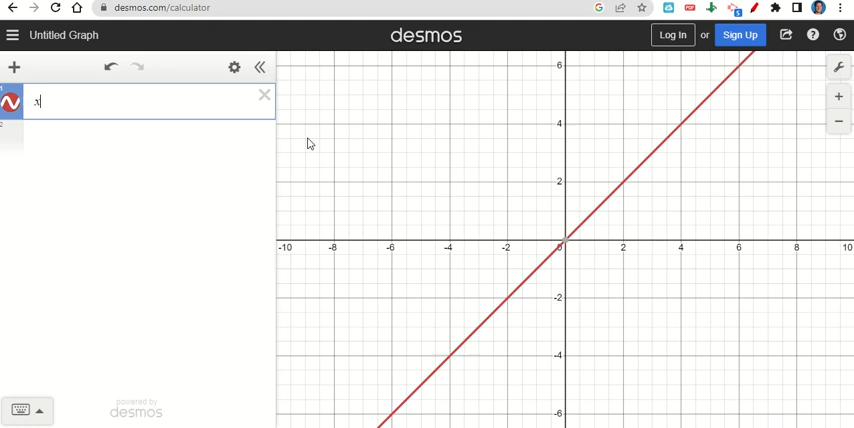 desmos.com/calculator
Untitled Graph
desmos
Log In or Sign Up
1
x
2
6
4
2
-10 -8 -6 -4 -2 0 2 4 6 8 10
-2
-4
-6
powered by
desmos